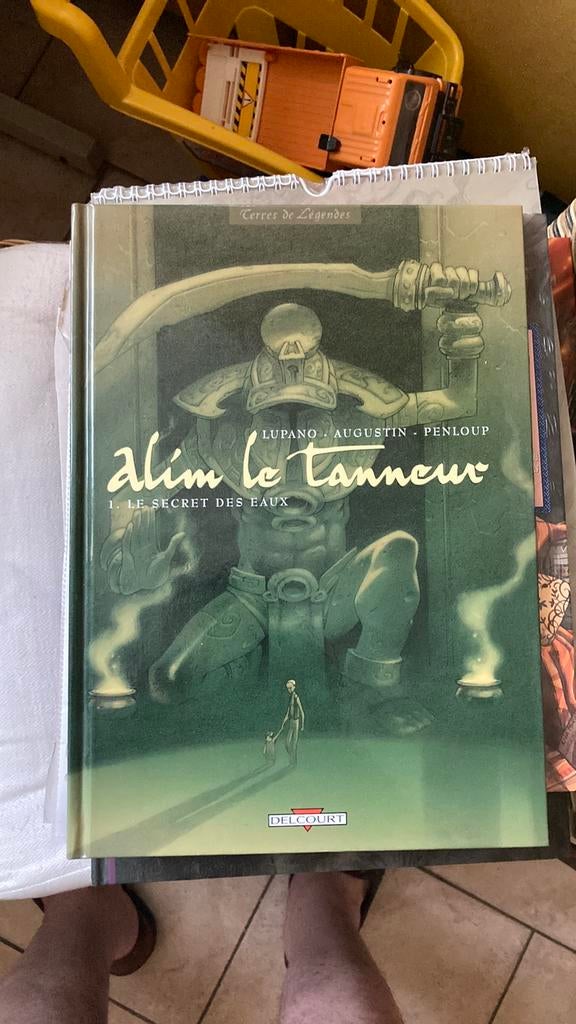 Terres de Légendes
LUPANO - AUGUSTIN - PENLOUP
alim le tanneur
1. LE SECRET DES EAUX
DELCOURT